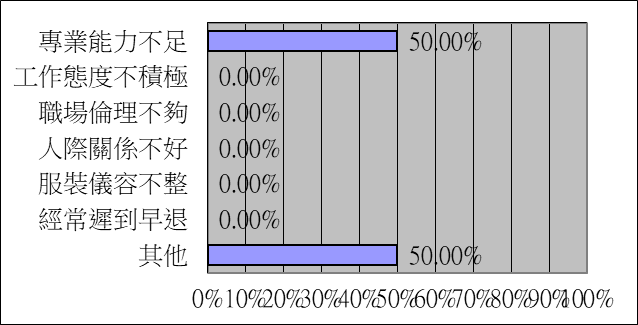 專業能力不足 50.00%
工作態度不積極 0.00%
職場倫理不夠 0.00%
人際關係不好 0.00%
服裝儀容不整 0.00%
經常遲到早退 0.00%
其他 50.00%
0% 10% 20% 30% 40% 50% 60% 70% 80% 90% 100%